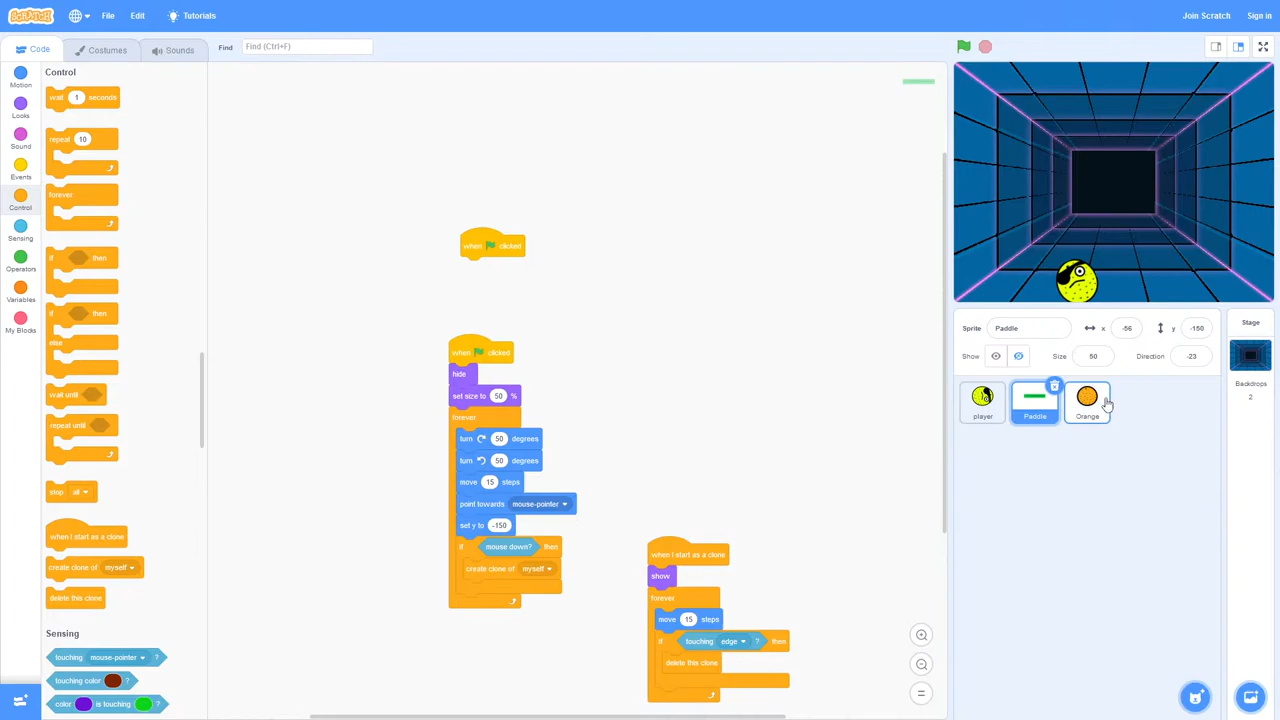 SCRATCH File Edit Tutorials Join Scratch Sign in
Code Costumes Sounds Find Find (Ctrl+F)
Motion
Looks
Sound
Events
Control
Sensing
Operators
Variables
My Blocks
Control
wait 1 seconds
repeat 10
forever
if then
if then
else
wait until
repeat until
stop all
when I start as a clone
create clone of myself
delete this clone
Sensing
touching mouse-pointer ?
touching color ?
color is touching ?
when clicked
when clicked
hide
set size to 50 %
forever
turn 50 degrees
turn 50 degrees
move 15 steps
point towards mouse-pointer
set y to -150
if mouse down? then
create clone of myself
when I start as a clone
show
forever
move 15 steps
if touching edge ? then
delete this clone
Sprite Paddle x -56 y -150
Show Size 50 Direction -23
player Paddle Orange
Stage
Backdrops
2